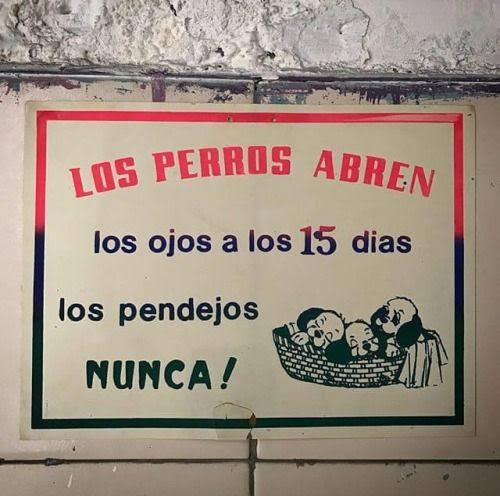 LOS PERROS ABREN
los ojos a los 15 dias
los pendejos
NUNCA!